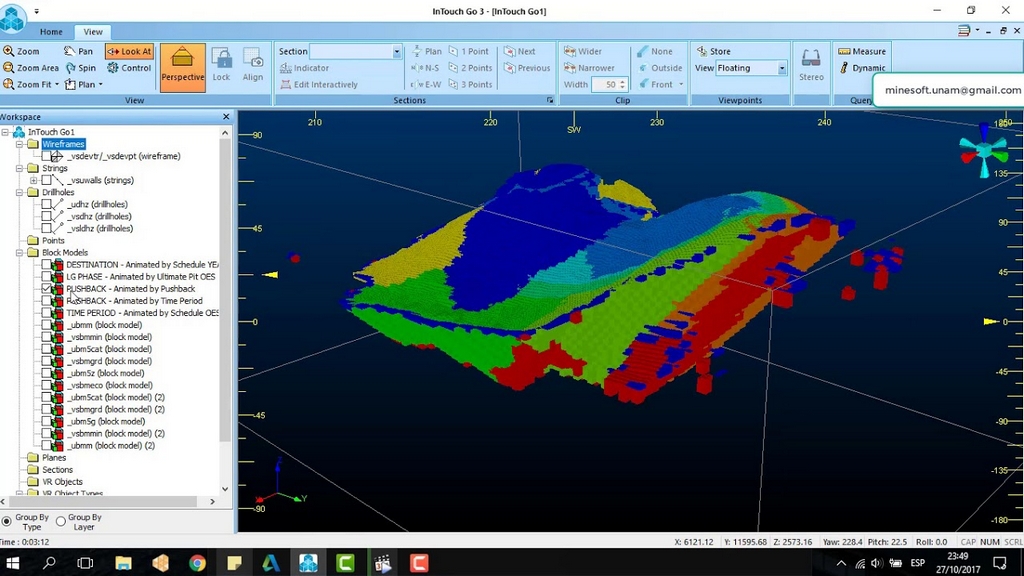 InTouch Go 3 - [InTouch Go1]
Home View
Zoom Pan Look At
Zoom Area Spin Control
Zoom Fit Plan
Perspective Lock Align
View
Section
Indicator
Edit Interactively
Plan 1 Point Next
N-S 2 Points Previous
E-W 3 Points
Sections
Wider None
Narrower Outside
Width 50 Front
Clip
Store
View Floating
Viewpoints
Stereo
Measure
Dynamic
Query
minesoft.unam@gmail.com
Workspace
InTouch Go1
Wireframes
_vsdevtr/_vsdevpt (wireframe)
Strings
_vsuwalls (strings)
Drillholes
_udhz (drillholes)
_vsdhz (drillholes)
_vsldhz (drillholes)
Points
Block Models
DESTINATION - Animated by Schedule YEA
LG PHASE - Animated by Ultimate Pit OES
PUSHBACK - Animated by Pushback
PUSHBACK - Animated by Time Period
TIME PERIOD - Animated by Schedule OES
_ubmm (block model)
_vsbmmin (block model)
_ubm5cat (block model)
_vsbmgrd (block model)
_ubm5z (block model)
_vsbmeco (block model)
_ubm5cat (block model) (2)
_vsbmgrd (block model) (2)
_ubm5g (block model)
_vsbmmin (block model) (2)
_ubmm (block model) (2)
Planes
Sections
VR Objects
VR Object Types
Group By Type
Group By Layer
210 220 230 240
SW
90
45
0
-45
-90
180
135
90
45
0
-45
-90
-135
-180
Z
X
Y
Time : 0:03:12
X: 6121.12 Y: 11595.68 Z: 2573.16 Yaw: 228.4 Pitch: 22.5 Roll: 0.0 CAP NUM SCRL
ESP
23:49
27/10/2017